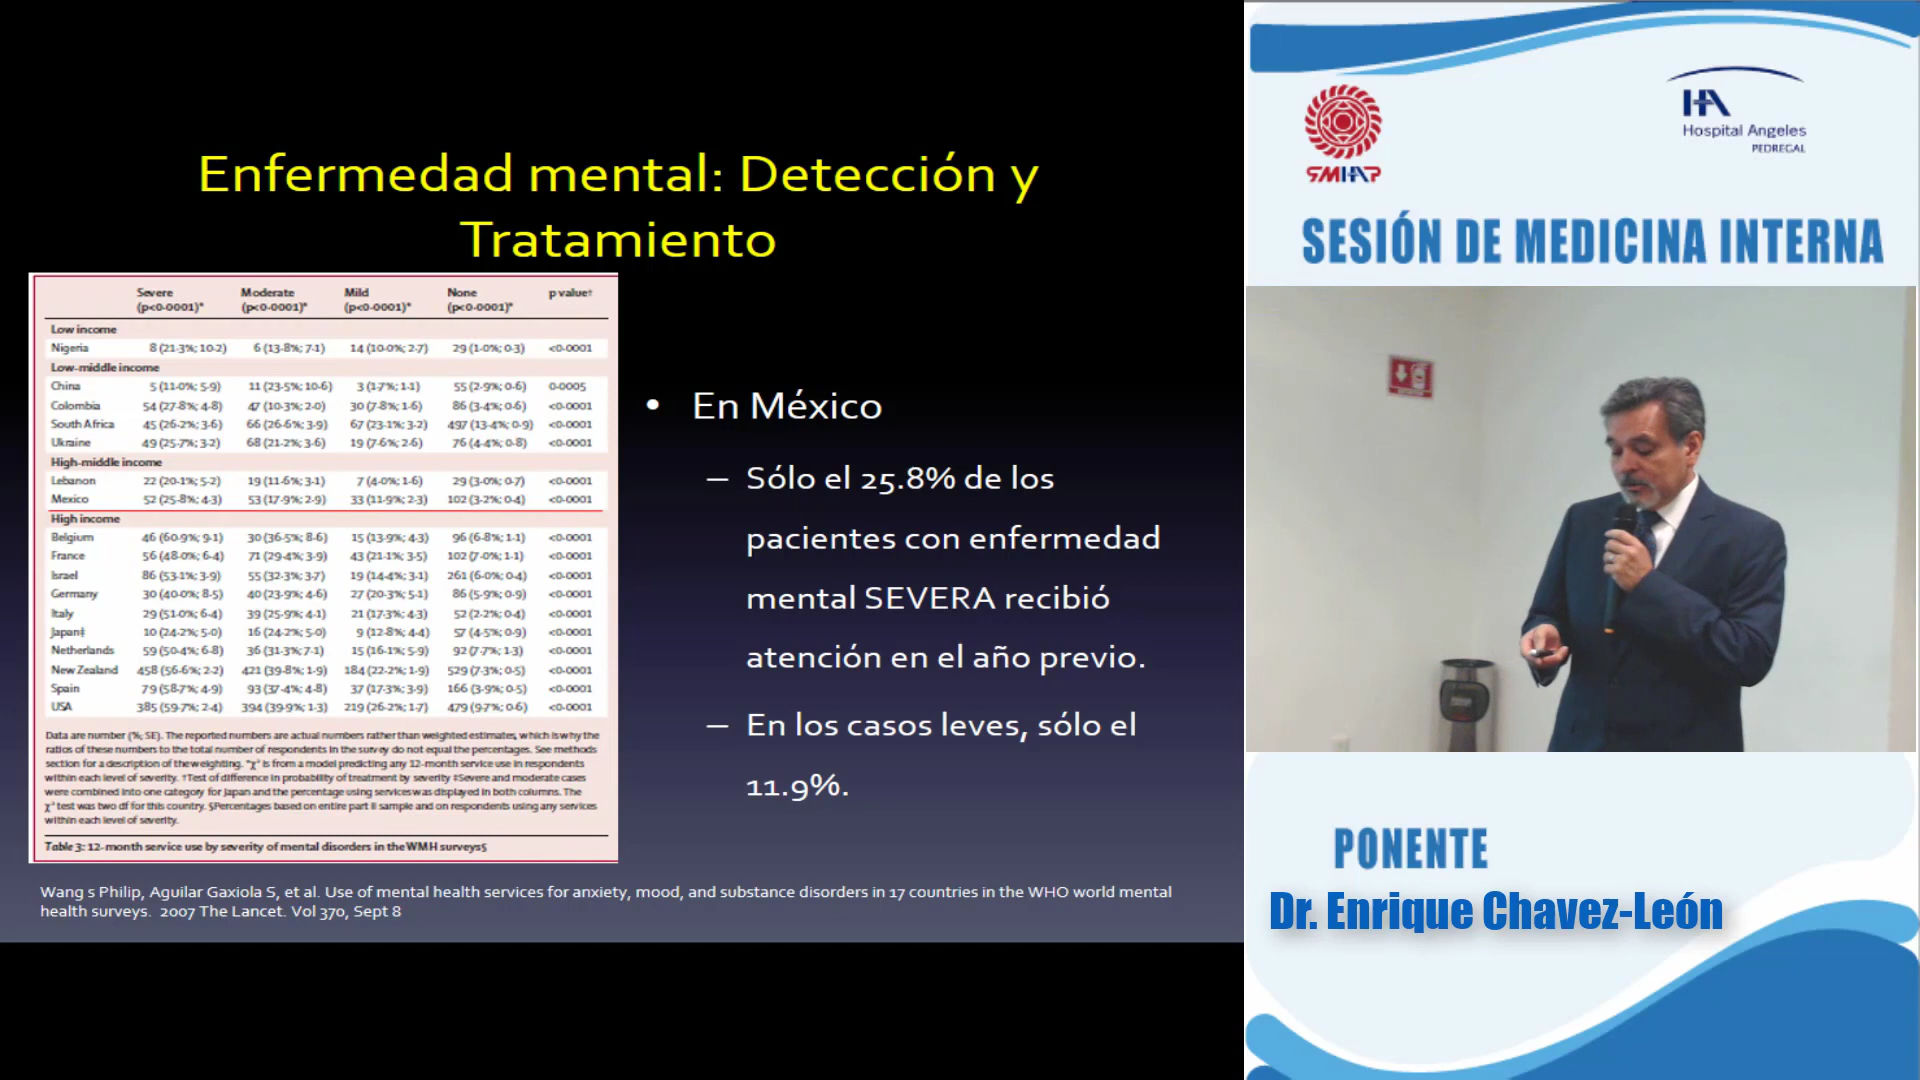 Enfermedad mental: Detección y
Tratamiento
Severe Moderate Mild None p value†
(p<0·0001)* (p<0·0001)* (p<0·0001)* (p<0·0001)*
Low income
Nigeria 8 (21·3%; 10·2) 6 (13·8%; 7·1) 14 (10·0%; 2·7) 29 (1·0%; 0·3) <0·0001
Low-middle income
China 5 (11·0%; 5·9) 11 (23·5%; 10·6) 3 (1·7%; 1·1) 55 (2·9%; 0·6) 0·0005
Colombia 54 (27·8%; 4·8) 47 (10·3%; 2·0) 30 (7·8%; 1·6) 86 (3·4%; 0·6) <0·0001
South Africa 45 (26·2%; 3·6) 66 (26·6%; 3·9) 67 (23·1%; 3·2) 497 (13·4%; 0·9) <0·0001
Ukraine 49 (25·7%; 3·2) 68 (21·2%; 3·6) 19 (7·6%; 2·6) 76 (4·4%; 0·8) <0·0001
High-middle income
Lebanon 22 (20·1%; 5·2) 19 (11·6%; 3·1) 7 (4·0%; 1·6) 29 (3·0%; 0·7) <0·0001
Mexico 52 (25·8%; 4·3) 53 (17·9%; 2·9) 33 (11·9%; 2·3) 102 (3·2%; 0·4) <0·0001
High income
Belgium 46 (60·9%; 9·1) 30 (36·5%; 8·6) 15 (13·9%; 4·3) 96 (6·8%; 1·1) <0·0001
France 56 (48·0%; 6·4) 71 (29·4%; 3·9) 43 (21·1%; 3·5) 102 (7·0%; 1·1) <0·0001
Israel 86 (53·1%; 3·9) 55 (32·3%; 3·7) 19 (14·4%; 3·1) 261 (6·0%; 0·4) <0·0001
Germany 30 (40·0%; 8·5) 40 (23·9%; 4·6) 27 (20·3%; 5·1) 86 (5·9%; 0·9) <0·0001
Italy 29 (51·0%; 6·4) 39 (25·9%; 4·1) 21 (17·3%; 4·3) 52 (2·2%; 0·4) <0·0001
Japan‡ 10 (24·2%; 5·0) 16 (24·2%; 5·0) 9 (12·8%; 4·4) 57 (4·5%; 0·9) <0·0001
Netherlands 59 (50·4%; 6·8) 36 (31·3%; 7·1) 15 (16·1%; 5·9) 92 (7·7%; 1·3) <0·0001
New Zealand 458 (56·6%; 2·2) 421 (39·8%; 1·9) 184 (22·2%; 1·9) 529 (7·3%; 0·5) <0·0001
Spain 79 (58·7%; 4·9) 93 (37·4%; 4·8) 37 (17·3%; 3·9) 166 (3·9%; 0·5) <0·0001
USA 385 (59·7%; 2·4) 394 (39·9%; 1·3) 219 (26·2%; 1·7) 479 (9·7%; 0·6) <0·0001
Data are number (%; SE). The reported numbers are actual numbers rather than weighted estimates, which is why the
ratios of these numbers to the total number of respondents in the survey do not equal the percentages. See methods
section for a description of the weighting. *χ² is from a model predicting any 12-month service use in respondents
within each level of severity. †Test of difference in probability of treatment by severity ‡Severe and moderate cases
were combined into one category for Japan and the percentage using services was displayed in both columns. The
χ² test was two df for this country. §Percentages based on entire part II sample and on respondents using any services
within each level of severity.
Table 3: 12-month service use by severity of mental disorders in the WMH surveys§
• En México
– Sólo el 25.8% de los
pacientes con enfermedad
mental SEVERA recibió
atención en el año previo.
– En los casos leves, sólo el
11.9%.
Wang s Philip, Aguilar Gaxiola S, et al. Use of mental health services for anxiety, mood, and substance disorders in 17 countries in the WHO world mental
health surveys. 2007 The Lancet. Vol 370, Sept 8
SMIHAP
HA
Hospital Angeles
PEDREGAL
SESIÓN DE MEDICINA INTERNA
PONENTE
Dr. Enrique Chavez-León